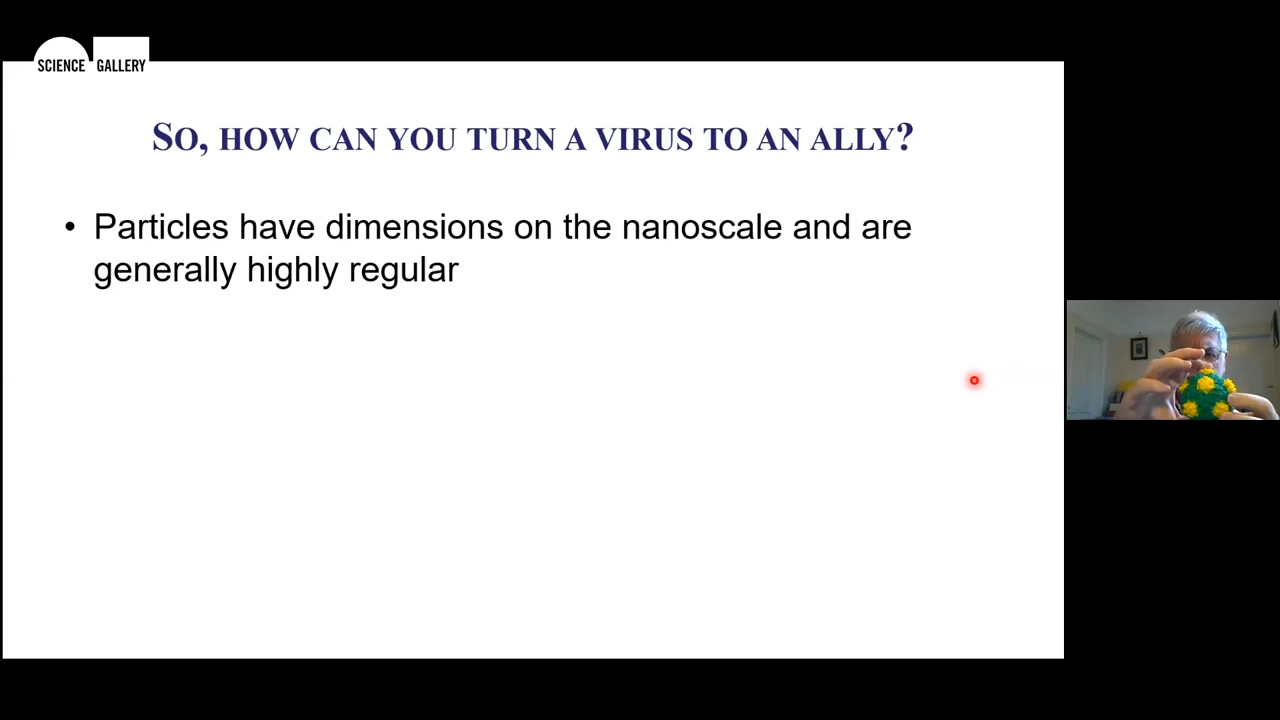 SCIENCE GALLERY
SO, HOW CAN YOU TURN A VIRUS TO AN ALLY?
• Particles have dimensions on the nanoscale and are
generally highly regular